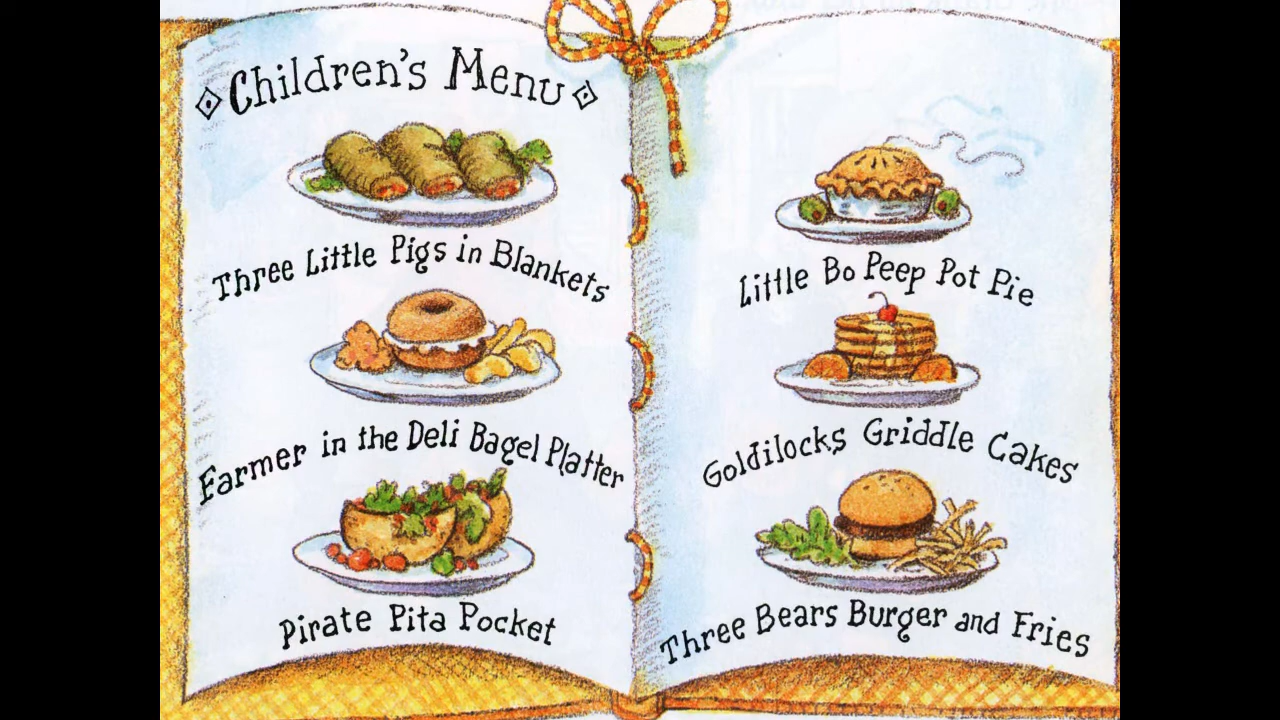 Children's Menu
Three Little Pigs in Blankets
Farmer in the Deli Bagel Platter
Pirate Pita Pocket
Little Bo Peep Pot Pie
Goldilocks Griddle Cakes
Three Bears Burger and Fries